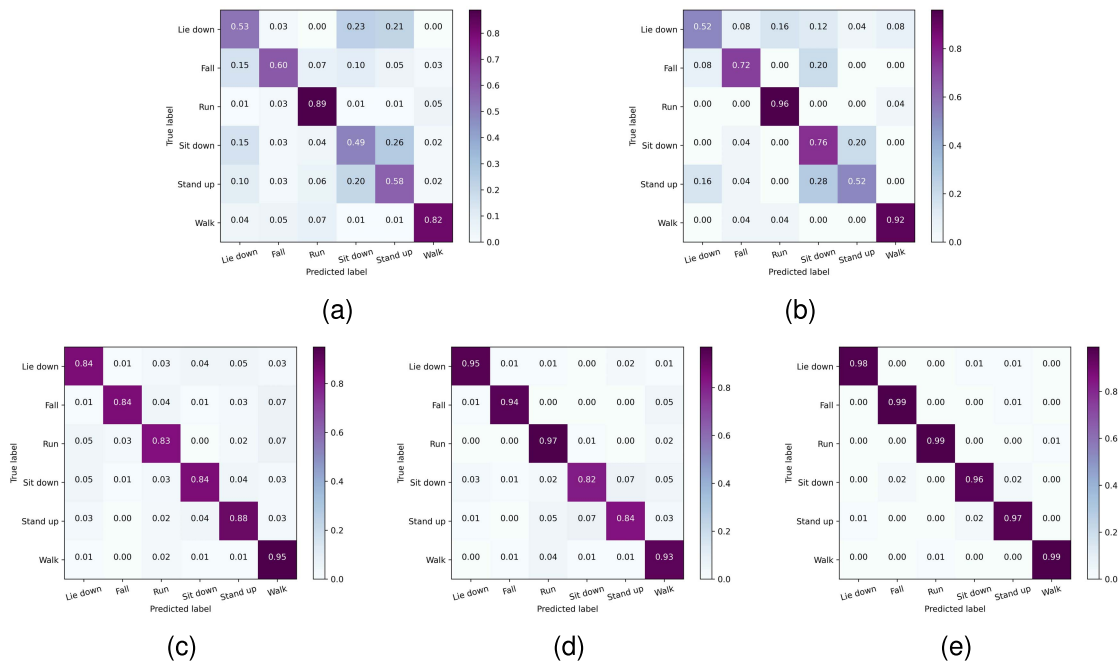 Lie down 0.53 0.03 0.00 0.23 0.21 0.00
Fall 0.15 0.60 0.07 0.10 0.05 0.03
Run 0.01 0.03 0.89 0.01 0.01 0.05
Sit down 0.15 0.03 0.04 0.49 0.26 0.02
Stand up 0.10 0.03 0.06 0.20 0.58 0.02
Walk 0.04 0.05 0.07 0.01 0.01 0.82
True label
Lie down Fall Run Sit down Stand up Walk
Predicted label
0.8
0.7
0.6
0.5
0.4
0.3
0.2
0.1
0.0
(a)
Lie down 0.52 0.08 0.16 0.12 0.04 0.08
Fall 0.08 0.72 0.00 0.20 0.00 0.00
Run 0.00 0.00 0.96 0.00 0.00 0.04
Sit down 0.00 0.04 0.00 0.76 0.20 0.00
Stand up 0.16 0.04 0.00 0.28 0.52 0.00
Walk 0.00 0.04 0.04 0.00 0.00 0.92
True label
Lie down Fall Run Sit down Stand up Walk
Predicted label
0.8
0.6
0.4
0.2
0.0
(b)
Lie down 0.84 0.01 0.03 0.04 0.05 0.03
Fall 0.01 0.84 0.04 0.01 0.03 0.07
Run 0.05 0.03 0.83 0.00 0.02 0.07
Sit down 0.05 0.01 0.03 0.84 0.04 0.03
Stand up 0.03 0.00 0.02 0.04 0.88 0.03
Walk 0.01 0.00 0.02 0.01 0.01 0.95
True label
Lie down Fall Run Sit down Stand up Walk
Predicted label
0.8
0.6
0.4
0.2
0.0
(c)
Lie down 0.95 0.01 0.01 0.00 0.02 0.01
Fall 0.01 0.94 0.00 0.00 0.00 0.05
Run 0.00 0.00 0.97 0.01 0.00 0.02
Sit down 0.03 0.01 0.02 0.82 0.07 0.05
Stand up 0.01 0.00 0.05 0.07 0.84 0.03
Walk 0.00 0.01 0.04 0.01 0.01 0.93
True label
Lie down Fall Run Sit down Stand up Walk
Predicted label
0.8
0.6
0.4
0.2
0.0
(d)
Lie down 0.98 0.00 0.00 0.01 0.01 0.00
Fall 0.00 0.99 0.00 0.00 0.01 0.00
Run 0.00 0.00 0.99 0.00 0.00 0.01
Sit down 0.00 0.02 0.00 0.96 0.02 0.00
Stand up 0.01 0.00 0.00 0.02 0.97 0.00
Walk 0.00 0.00 0.01 0.00 0.00 0.99
True label
Lie down Fall Run Sit down Stand up Walk
Predicted label
0.8
0.6
0.4
0.2
0.0
(e)